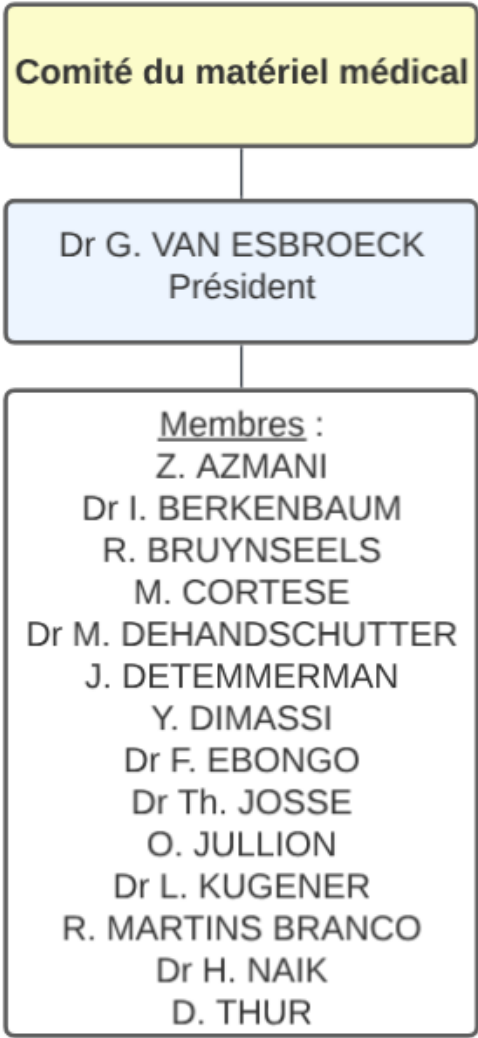 Comité du matériel médical
Dr G. VAN ESBROECK
Président
Membres :
Z. AZMANI
Dr I. BERKENBAUM
R. BRUYNSEELS
M. CORTESE
Dr M. DEHANDSCHUTTER
J. DETEMMERMAN
Y. DIMASSI
Dr F. EBONGO
Dr Th. JOSSE
O. JULLION
Dr L. KUGENER
R. MARTINS BRANCO
Dr H. NAIK
D. THUR